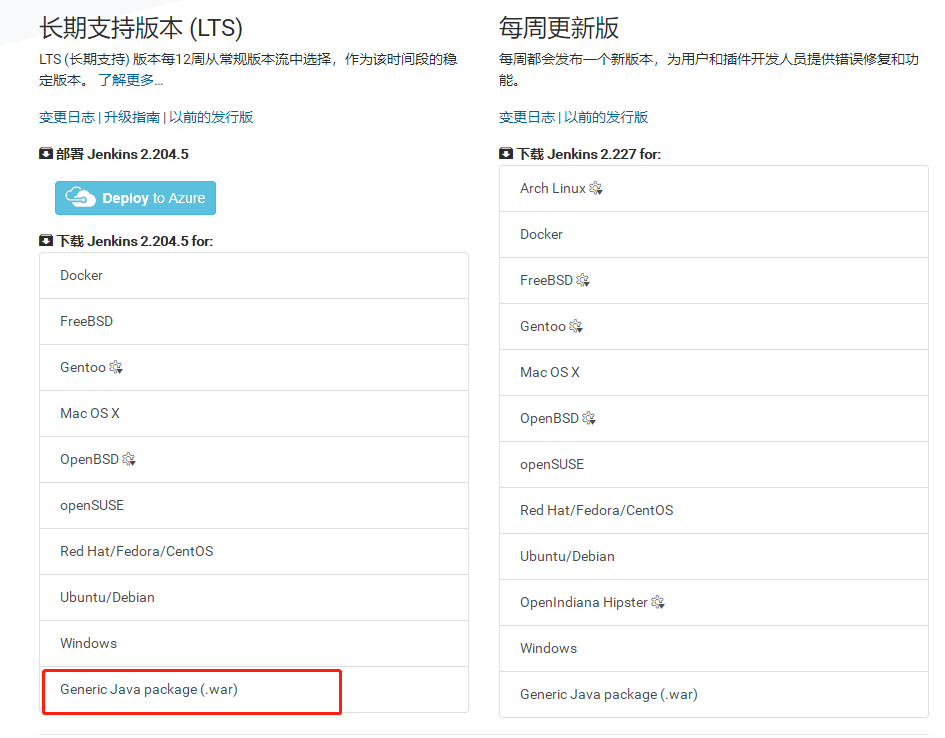 长期支持版本 (LTS)
LTS (长期支持) 版本每12周从常规版本流中选择，作为该时间段的稳
定版本。 了解更多...
变更日志 | 升级指南 | 以前的发行版
部署 Jenkins 2.204.5
Deploy to Azure
下载 Jenkins 2.204.5 for:
Docker
FreeBSD
Gentoo
Mac OS X
OpenBSD
openSUSE
Red Hat/Fedora/CentOS
Ubuntu/Debian
Windows
Generic Java package (.war)
每周更新版
每周都会发布一个新版本，为用户和插件开发人员提供错误修复和功
能。
变更日志 | 以前的发行版
下载 Jenkins 2.227 for:
Arch Linux
Docker
FreeBSD
Gentoo
Mac OS X
OpenBSD
openSUSE
Red Hat/Fedora/CentOS
Ubuntu/Debian
OpenIndiana Hipster
Windows
Generic Java package (.war)